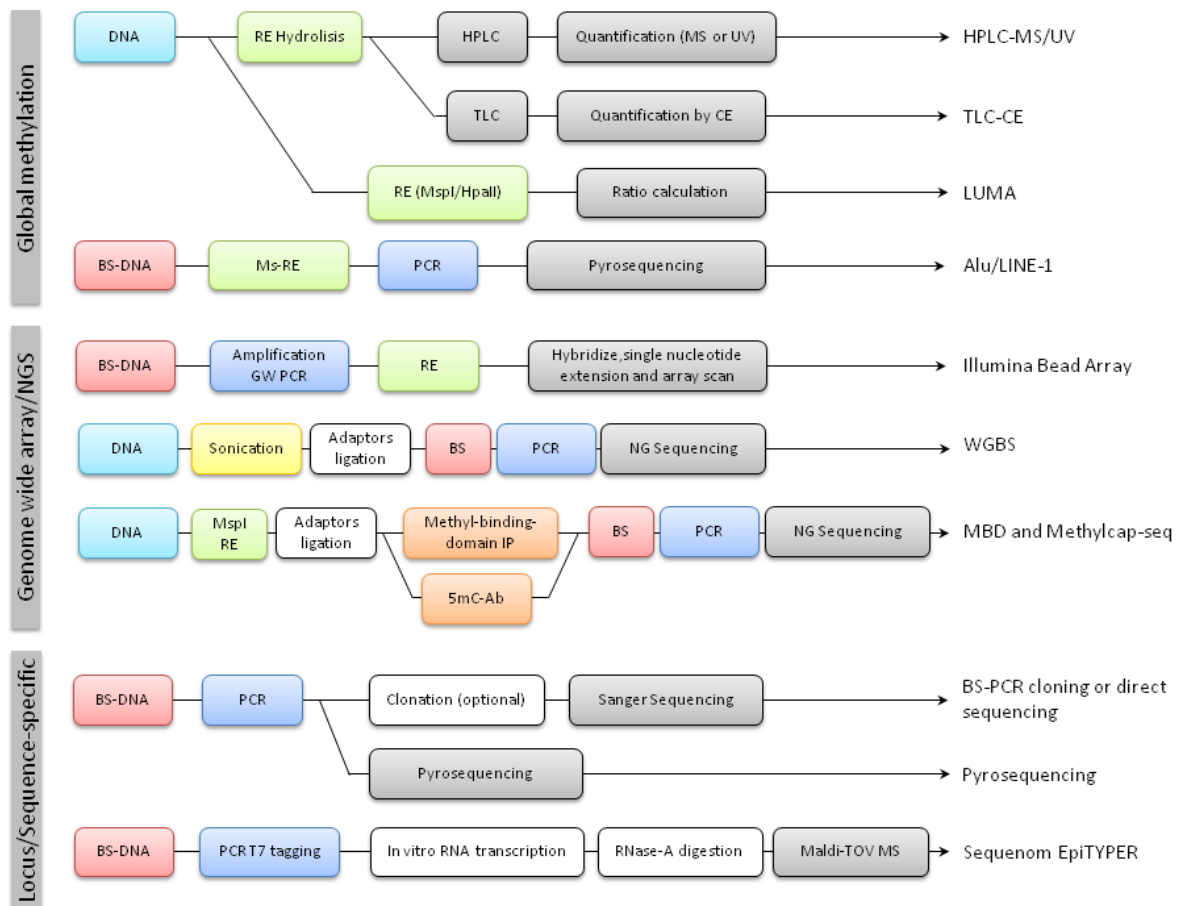 Global methylation
DNA
RE Hydrolisis
HPLC
Quantification (MS or UV)
HPLC-MS/UV
TLC
Quantification by CE
TLC-CE
RE (MspI/HpaII)
Ratio calculation
LUMA
BS-DNA
Ms-RE
PCR
Pyrosequencing
Alu/LINE-1
Genome wide array/NGS
BS-DNA
Amplification
GW PCR
RE
Hybridize,single nucleotide
extension and array scan
Illumina Bead Array
DNA
Sonication
Adaptors
ligation
BS
PCR
NG Sequencing
WGBS
DNA
MspI
RE
Adaptors
ligation
Methyl-binding-
domain IP
5mC-Ab
BS
PCR
NG Sequencing
MBD and Methylcap-seq
Locus/Sequence-specific
BS-DNA
PCR
Clonation (optional)
Sanger Sequencing
BS-PCR cloning or direct
sequencing
Pyrosequencing
Pyrosequencing
BS-DNA
PCRT7 tagging
In vitro RNA transcription
RNase-A digestion
Maldi-TOV MS
Sequenom EpiTYPER